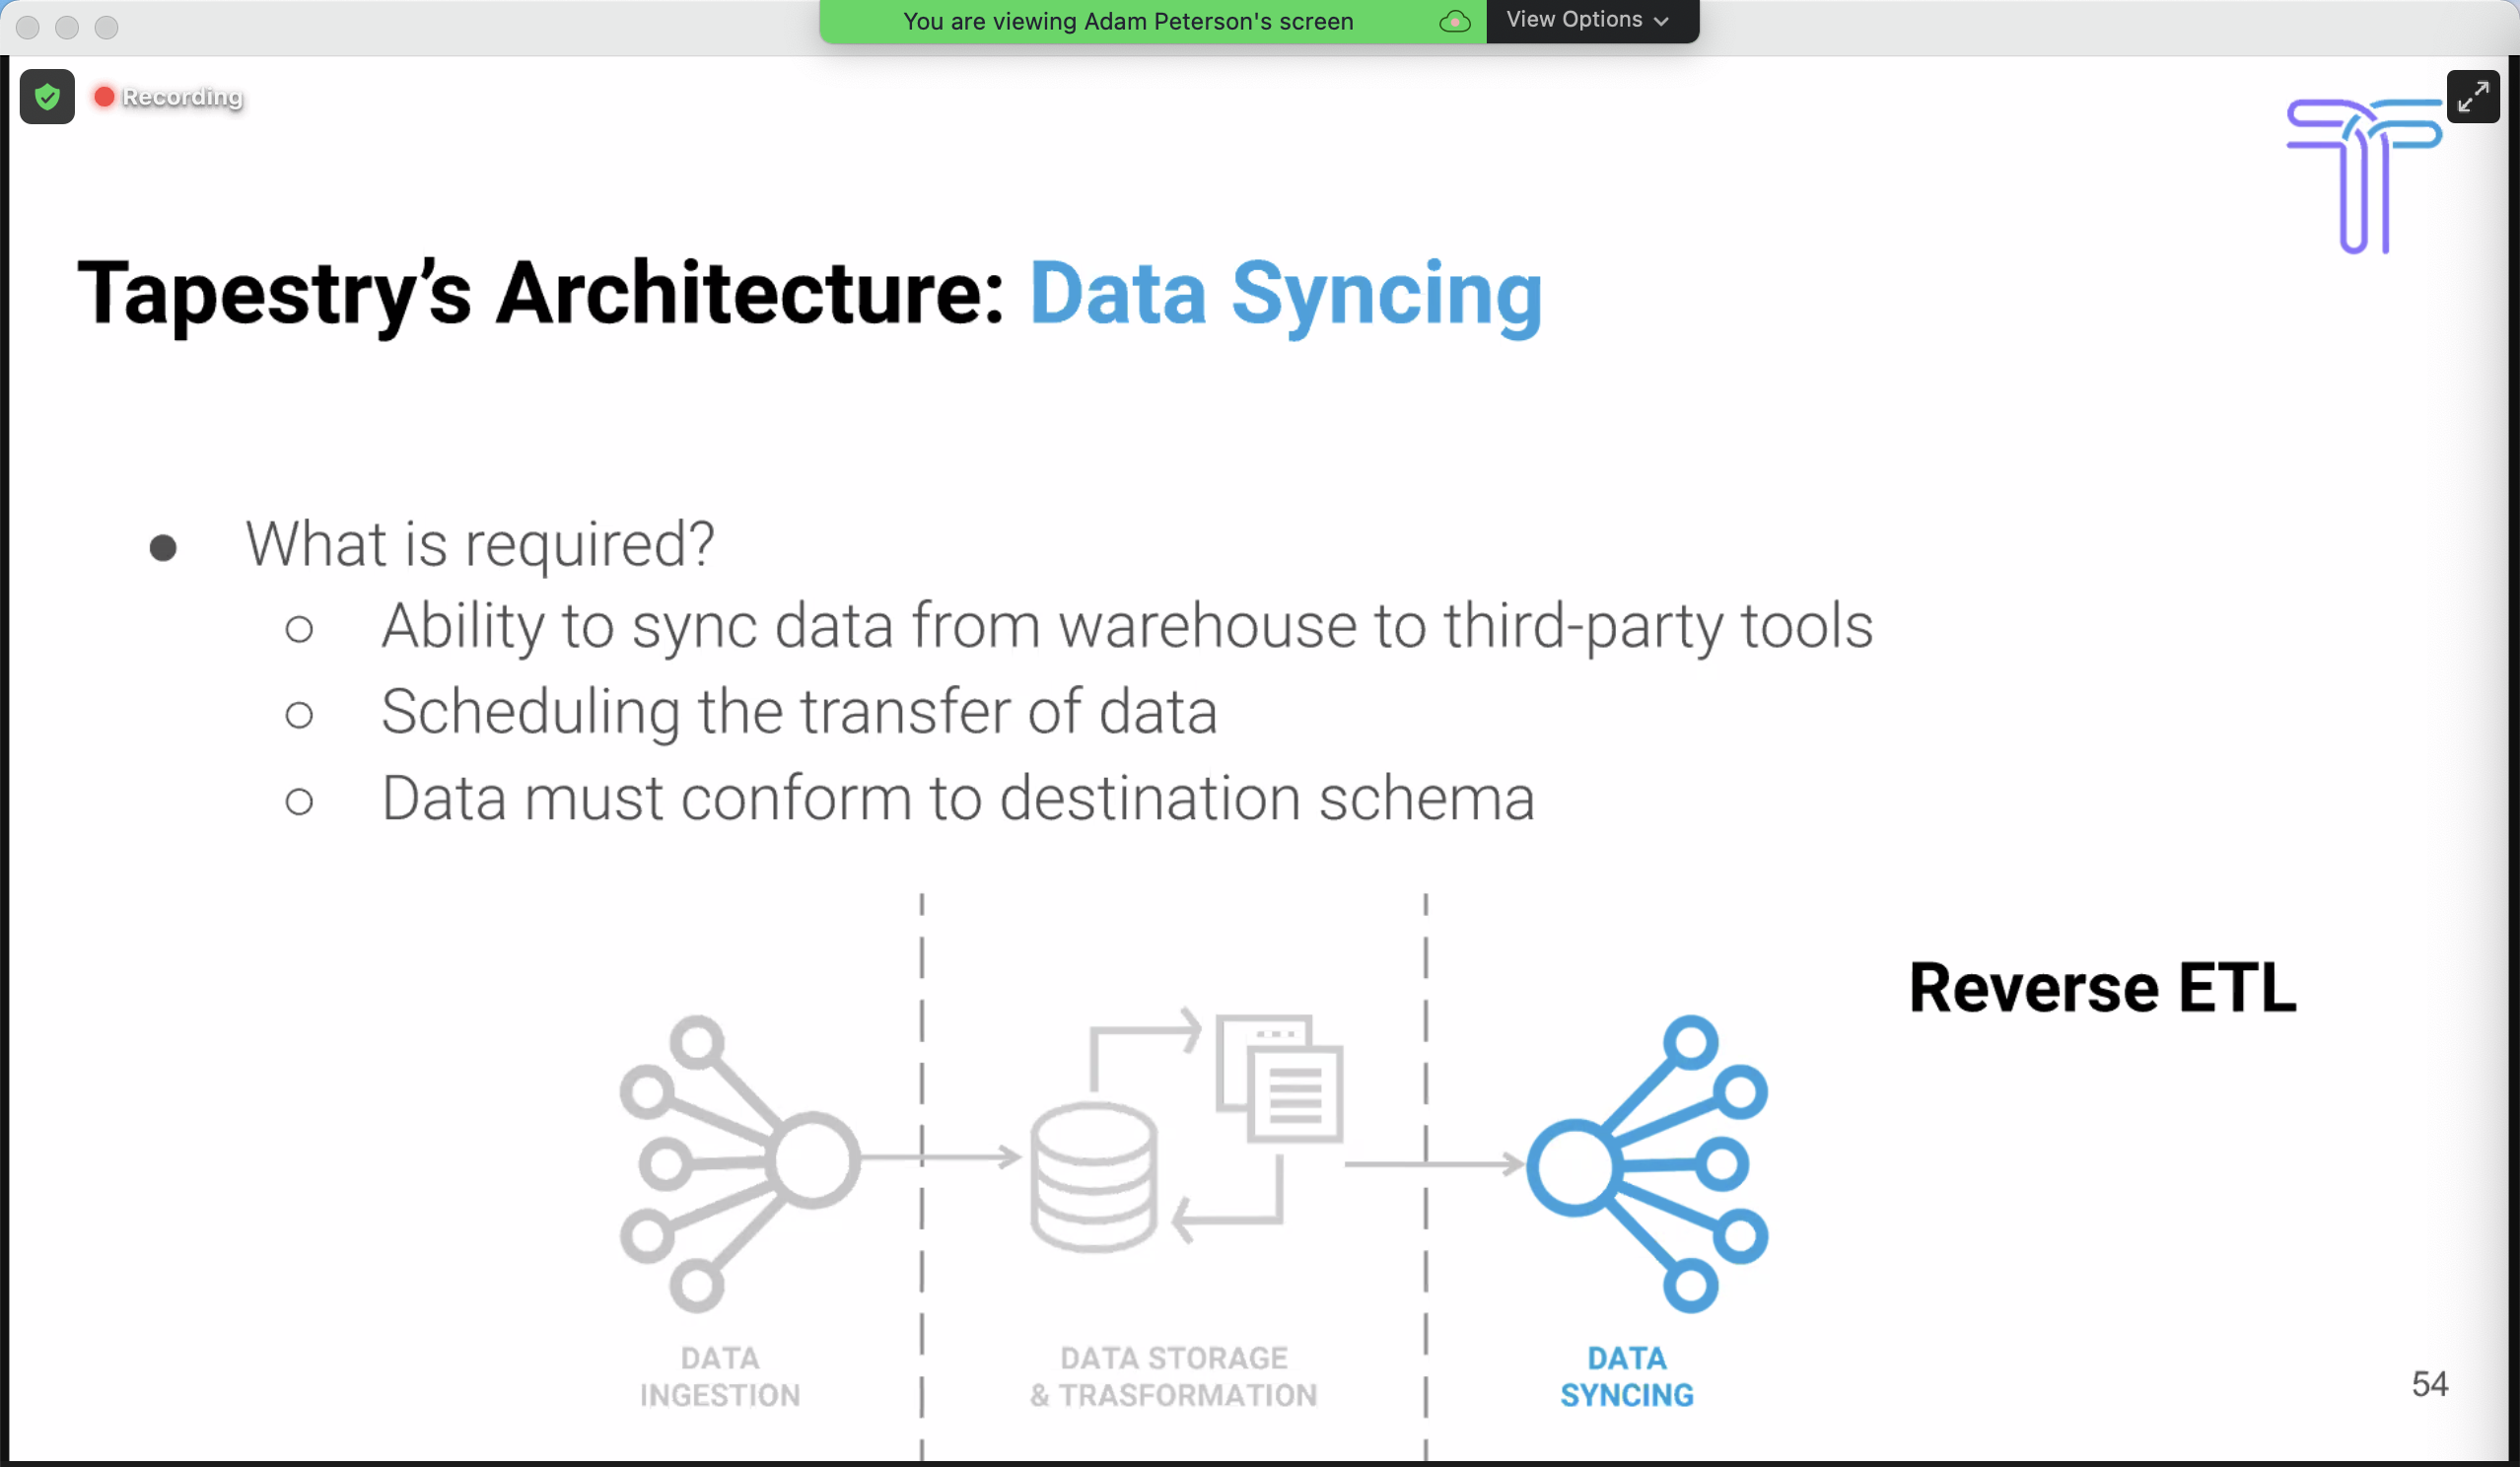 You are viewing Adam Peterson's screen
View Options
Recording
Tapestry’s Architecture: Data Syncing
What is required?
Ability to sync data from warehouse to third-party tools
Scheduling the transfer of data
Data must conform to destination schema
Reverse ETL
DATA
INGESTION
DATA STORAGE
& TRASFORMATION
DATA
SYNCING
54